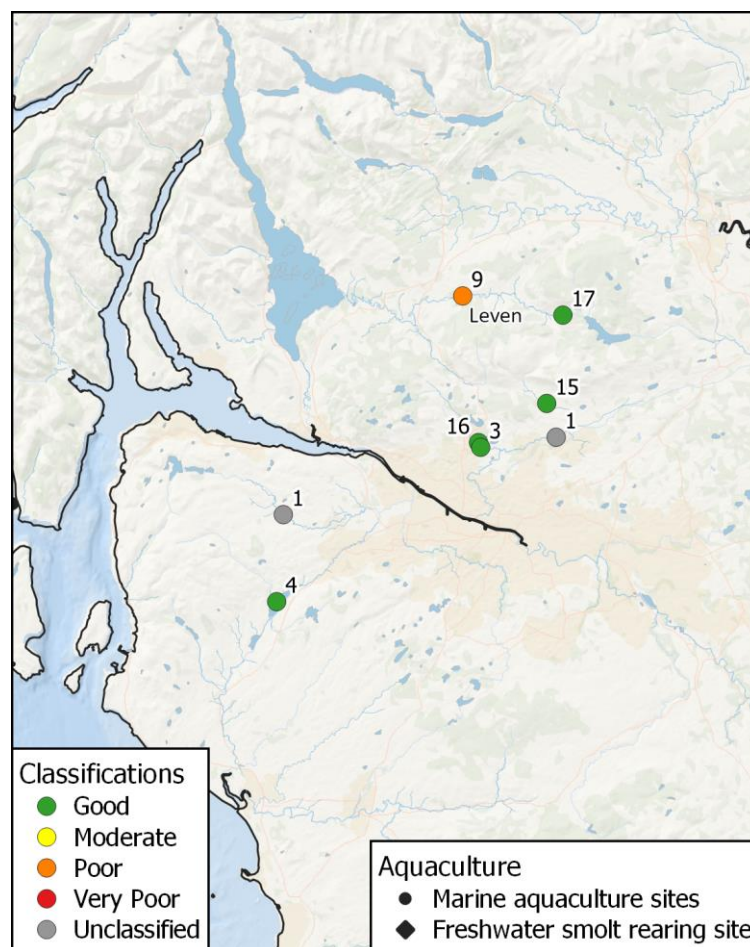 9
Leven
17
15
16
3
1
1
4
Classifications
Good
Moderate
Poor
Very Poor
Unclassified
Aquaculture
Marine aquaculture sites
Freshwater smolt rearing site